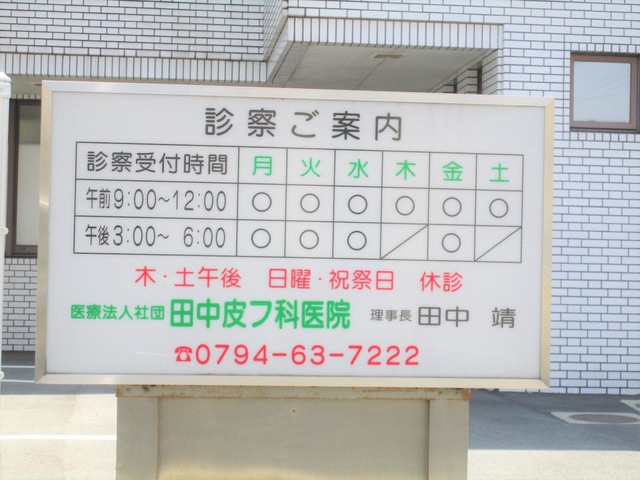 診察ご案内
診察受付時間 月 火 水 木 金 土
午前9:00～12:00 ○ ○ ○ ○ ○ ○
午後3:00～ 6:00 ○ ○ ○ ／ ○ ／
木・土午後 日曜・祝祭日 休診
医療法人社団 田中皮フ科医院 理事長 田中 靖
☎0794-63-7222